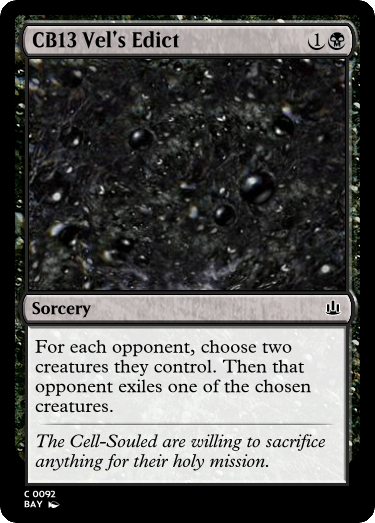 CB13 Vel's Edict 1
Sorcery
For each opponent, choose two
creatures they control. Then that
opponent exiles one of the chosen
creatures.
The Cell-Souled are willing to sacrifice
anything for their holy mission.
C 0092
BAY